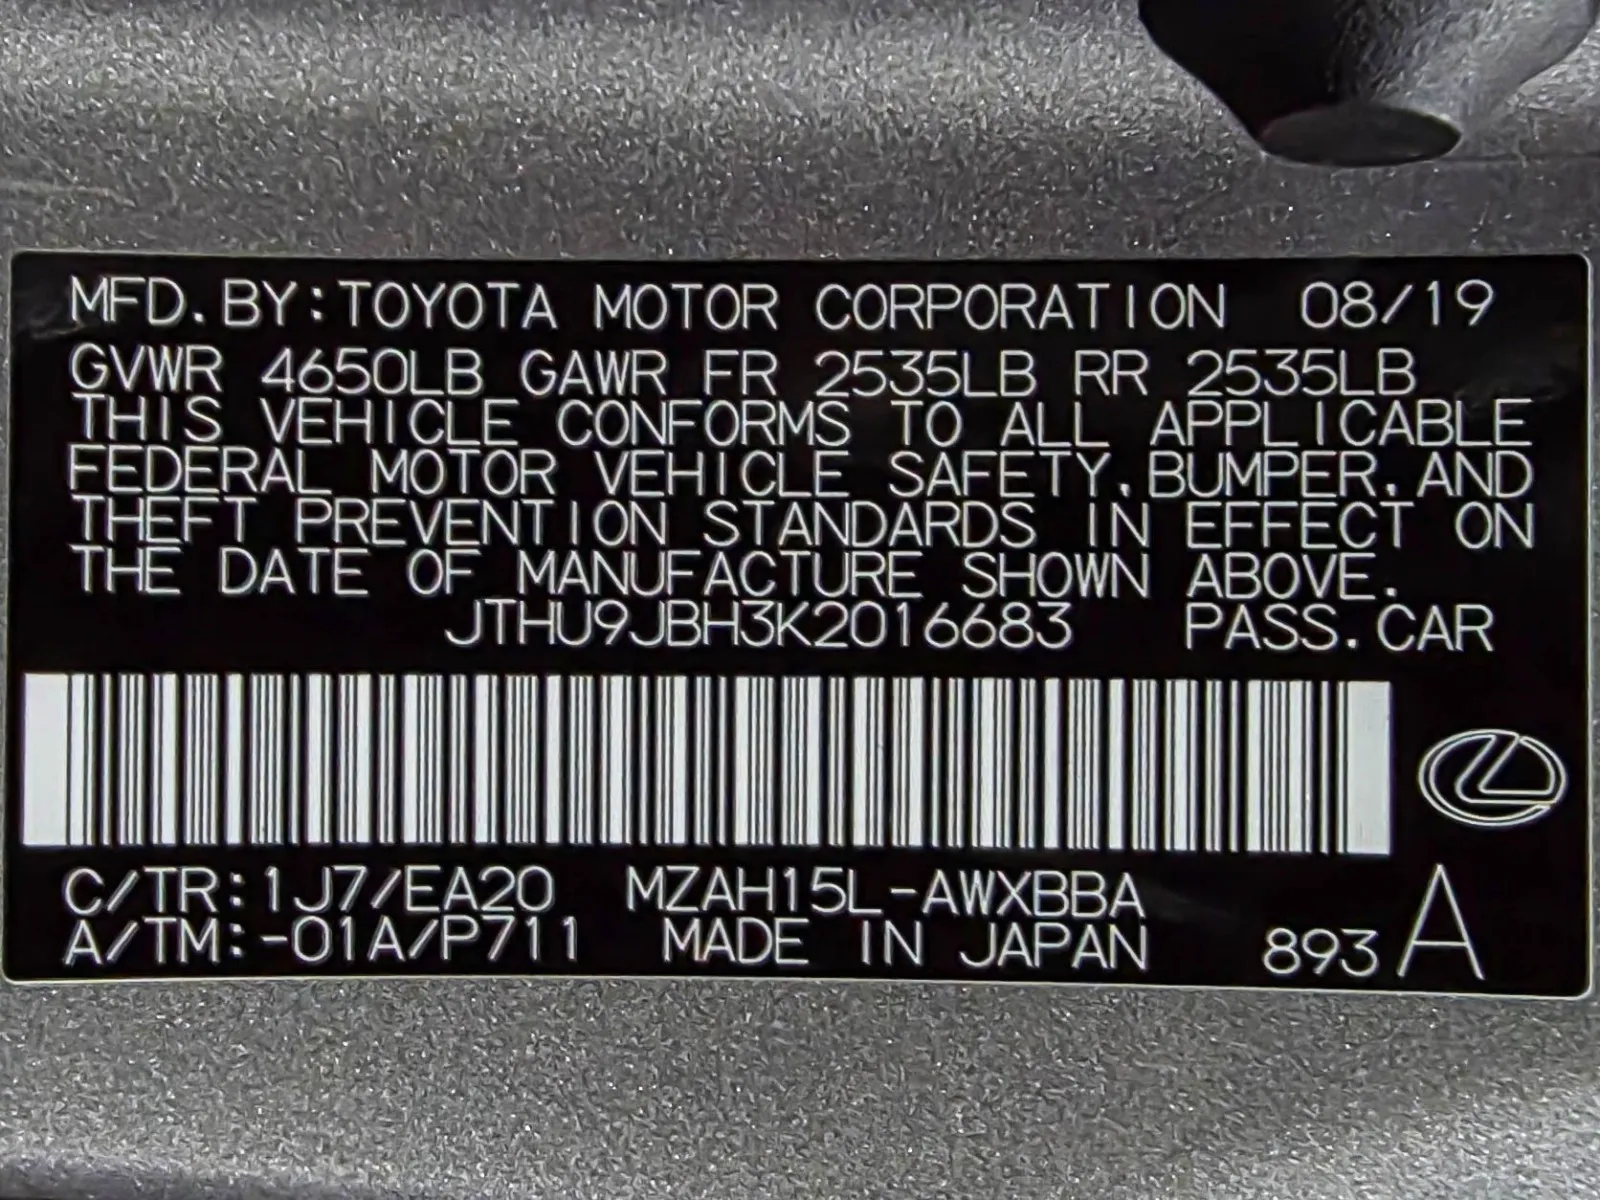 MFD. BY: TOYOTA MOTOR CORPORATION 08/19
GVWR 4650LB GAWR FR 2535LB RR 2535LB
THIS VEHICLE CONFORMS TO ALL APPLICABLE
FEDERAL MOTOR VEHICLE SAFETY, BUMPER, AND
THEFT PREVENTION STANDARDS IN EFFECT ON
THE DATE OF MANUFACTURE SHOWN ABOVE.
JTHU9JBH3K2016683 PASS. CAR
C/TR: 1J7/EA20 MZAH15L-AWXBBA
A/TM: -01A/P711 MADE IN JAPAN 893 A